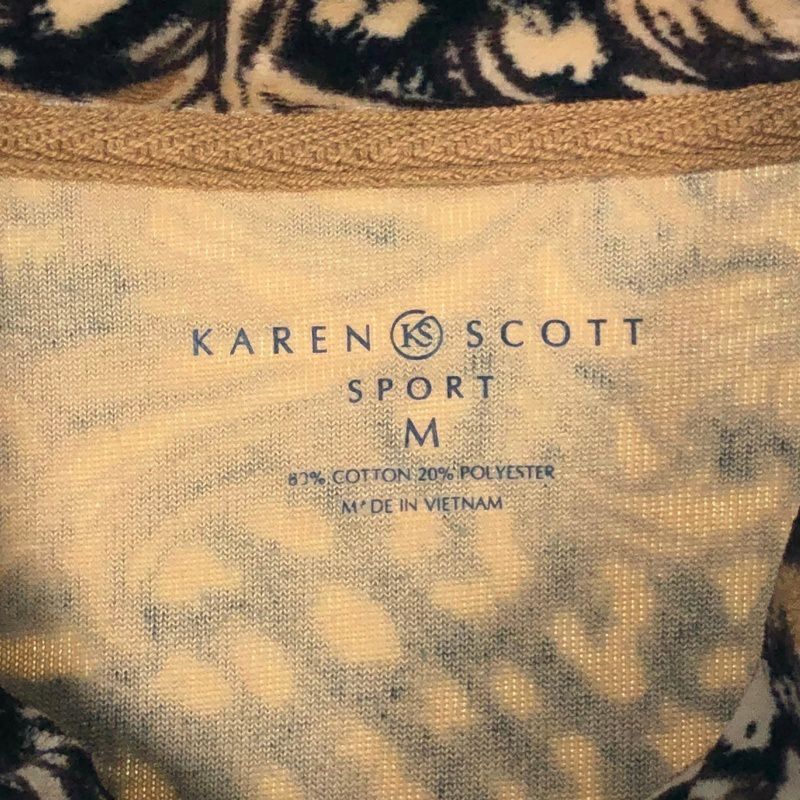 KAREN KS SCOTT
SPORT
M
80% COTTON 20% POLYESTER
MADE IN VIETNAM